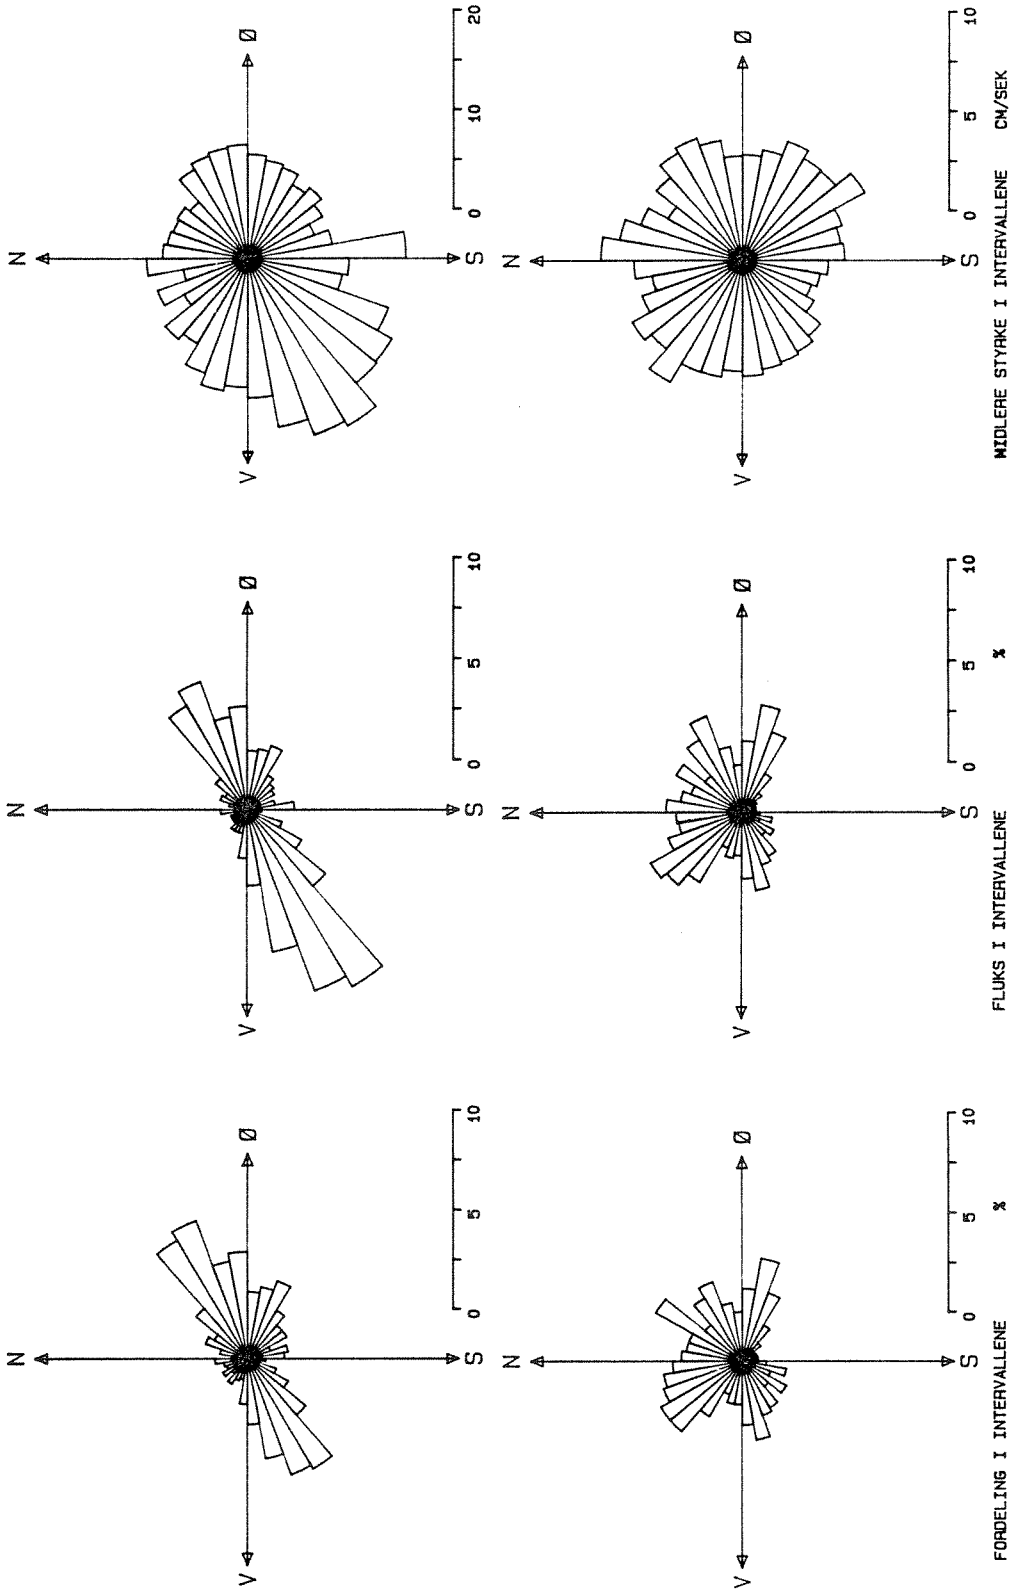 N N N
V Ø V Ø V Ø
S 0 5 10 S 0 5 10 S 0 10 20
N N N
V Ø V Ø V Ø
S 0 5 10 S 0 5 10 S 0 5 10
FORDELING I INTERVALLENE % FLUKS I INTERVALLENE % MIDLERE STYRKE I INTERVALLENE CM/SEK